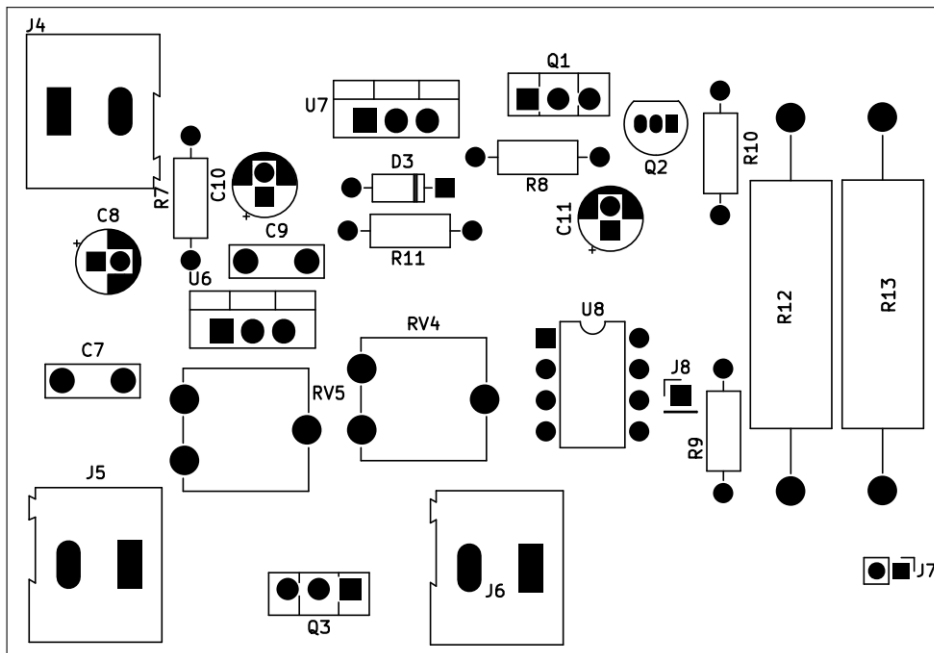 J4
Q1
U7
Q2
R10
D3
R8
R7
C10
C8
C11
C9
R11
U6
R12
R13
U8
RV4
C7
J8
RV5
R9
J5
J6
J7
Q3
+
+
+